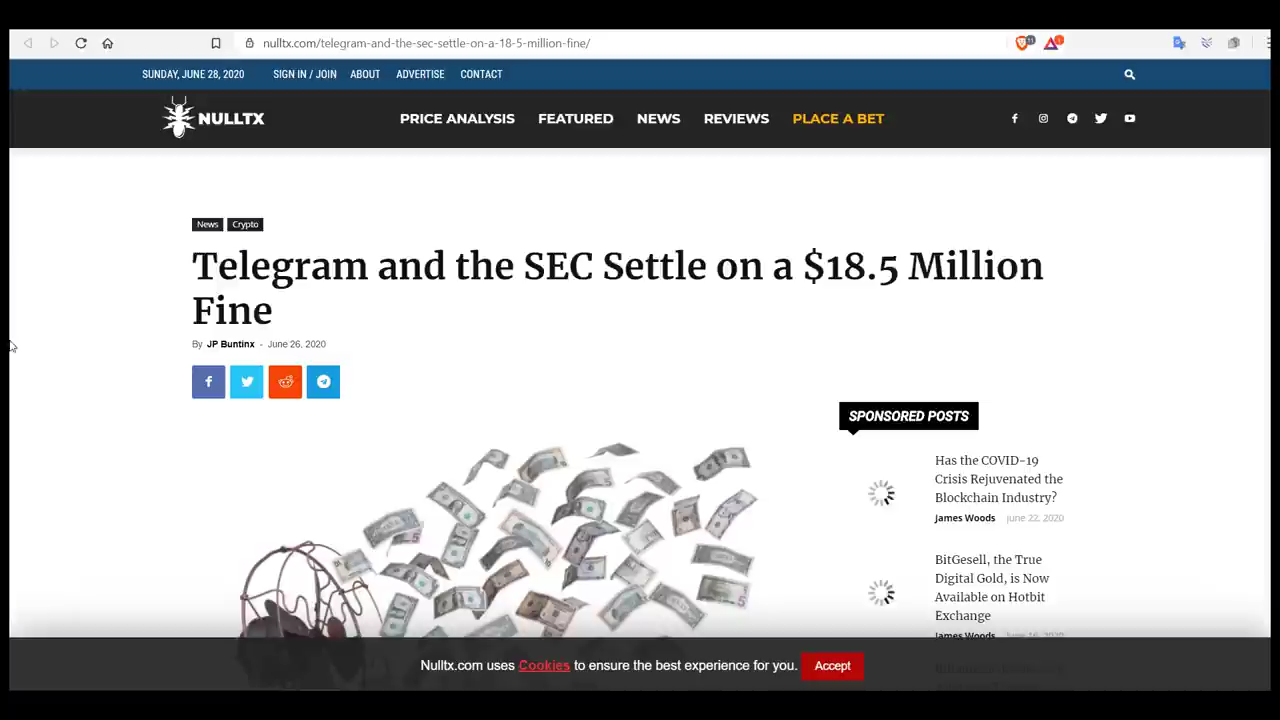 nulltx.com/telegram-and-the-sec-settle-on-a-18-5-million-fine/
SUNDAY, JUNE 28, 2020 SIGN IN / JOIN ABOUT ADVERTISE CONTACT
NULLTX PRICE ANALYSIS FEATURED NEWS REVIEWS PLACE A BET
News Crypto
Telegram and the SEC Settle on a $18.5 Million
Fine
By JP Buntinx - June 26, 2020
SPONSORED POSTS
Has the COVID-19
Crisis Rejuvenated the
Blockchain Industry?
James Woods june 22, 2020
BitGesell, the True
Digital Gold, is Now
Available on Hotbit
Exchange
James Woods june 16, 2020
Nulltx.com uses Cookies to ensure the best experience for you. Accept